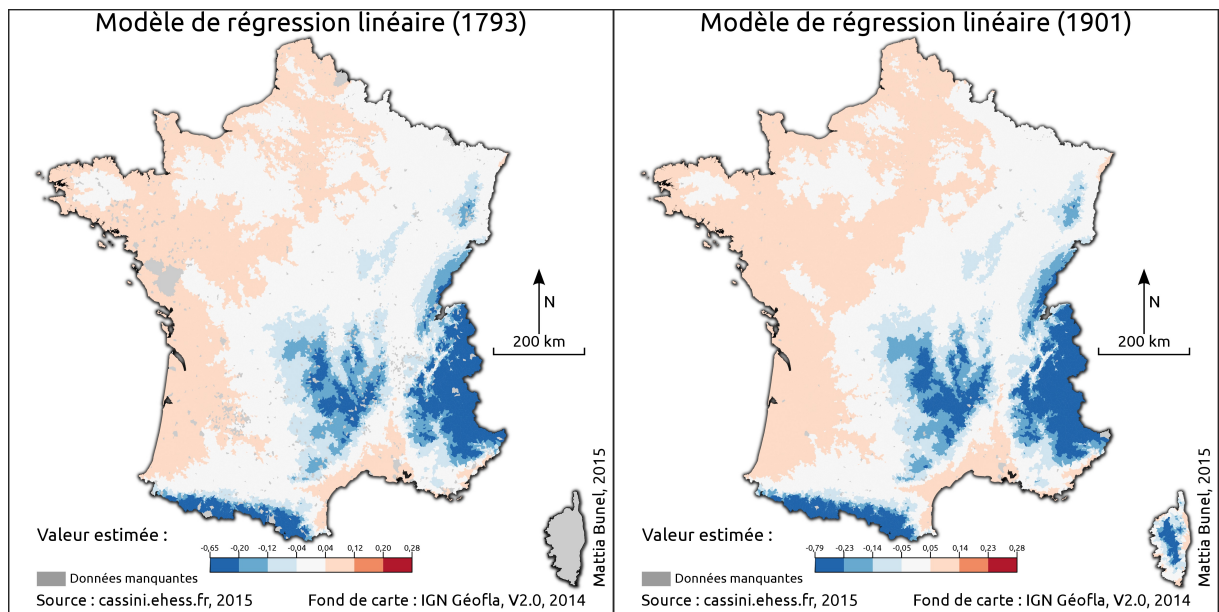 Modèle de régression linéaire (1793)
N
200 km
Mattia Bunel, 2015
Valeur estimée :
-0,65 -0,20 -0,12 -0,04 0,04 0,12 0,20 0,28
Données manquantes
Source : cassini.ehess.fr, 2015
Fond de carte : IGN Géofla, V2.0, 2014
Modèle de régression linéaire (1901)
N
200 km
Mattia Bunel, 2015
Valeur estimée :
-0,79 -0,23 -0,14 -0,05 0,05 0,14 0,23 0,28
Données manquantes
Source : cassini.ehess.fr, 2015
Fond de carte : IGN Géofla, V2.0, 2014